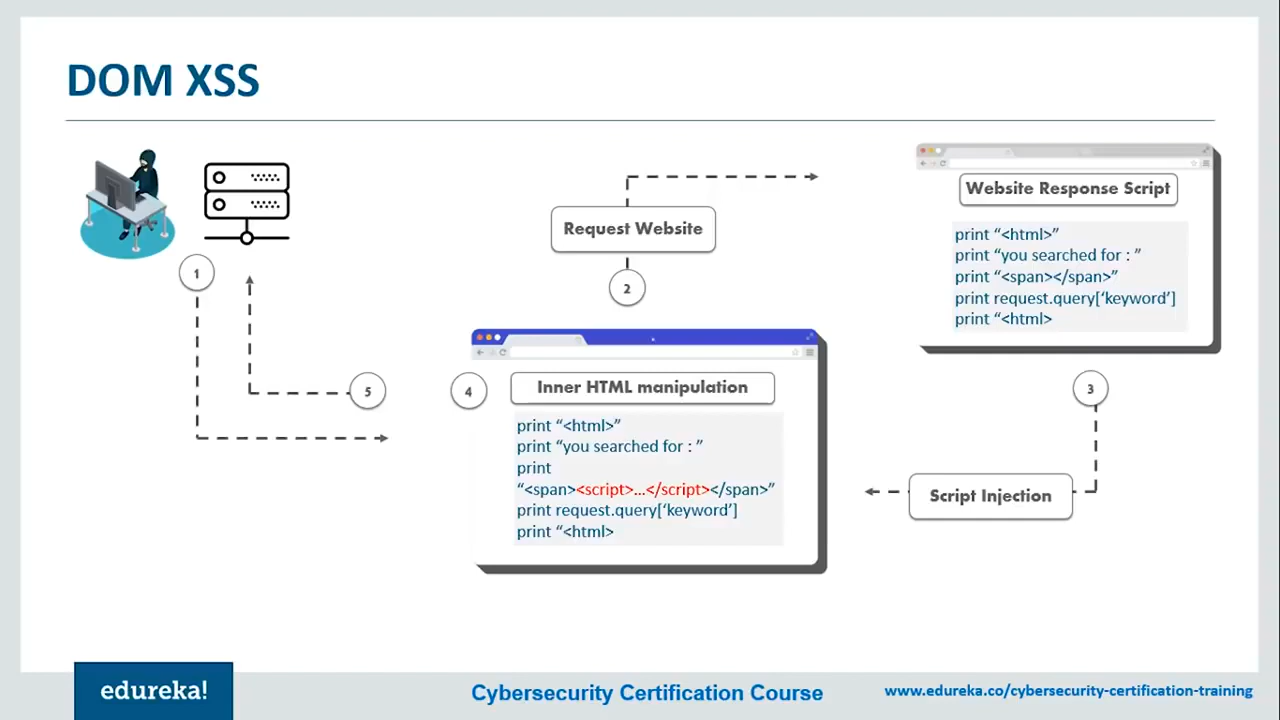 DOM XSS
1
Request Website
2
Website Response Script
print “<html>”
print “you searched for : ”
print “<span></span>”
print request.query[‘keyword’]
print “<html>
3
Script Injection
4
Inner HTML manipulation
print “<html>”
print “you searched for : ”
print
“<span><script>...</script></span>”
print request.query[‘keyword’]
print “<html>
5
edureka!
Cybersecurity Certification Course
www.edureka.co/cybersecurity-certification-training